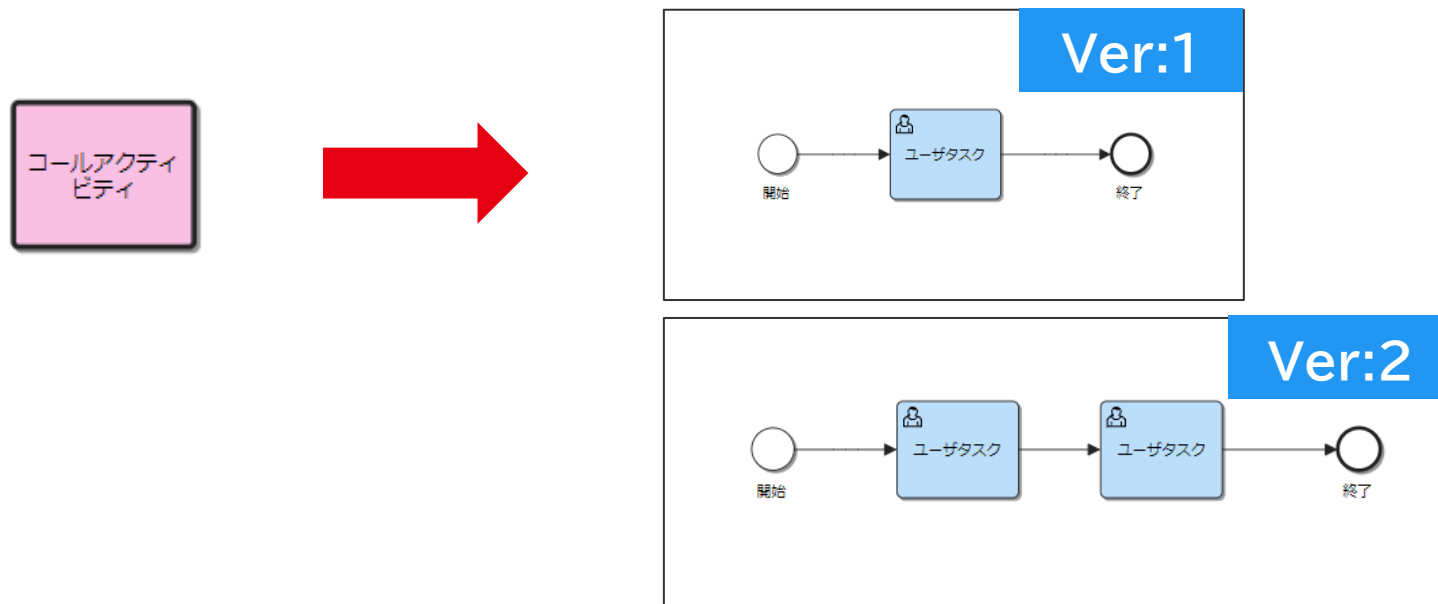 コールアクティ
ビティ
Ver:1
ユーザタスク
開始
終了
Ver:2
ユーザタスク
ユーザタスク
開始
終了